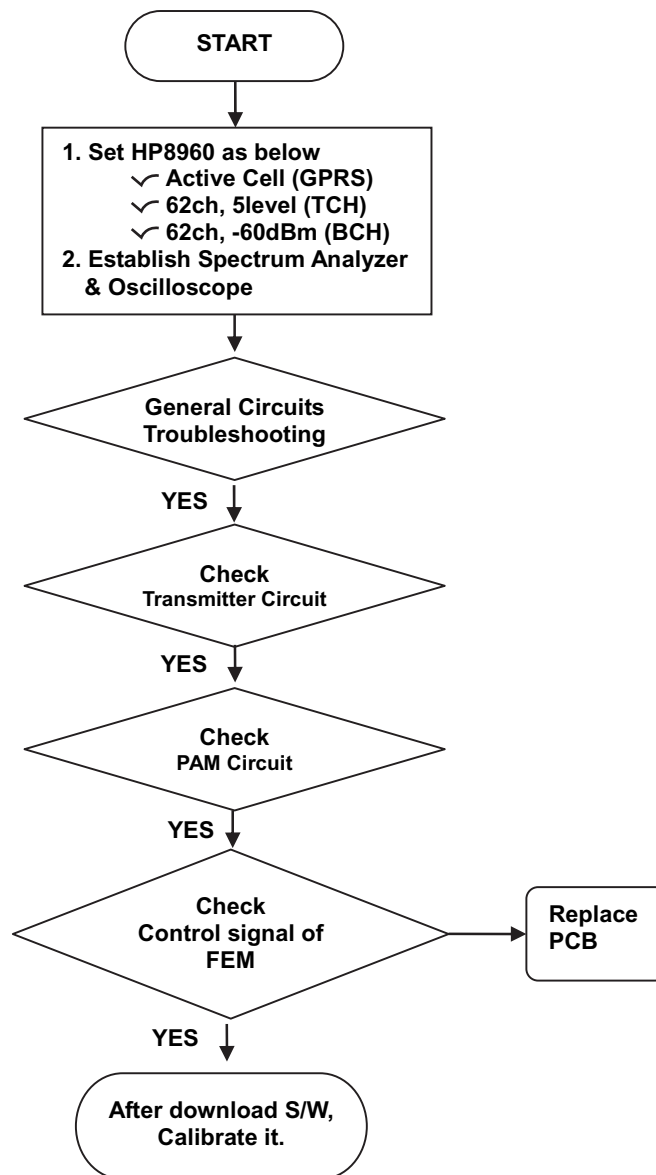 START
1. Set HP8960 as below
✓ Active Cell (GPRS)
✓ 62ch, 5level (TCH)
✓ 62ch, -60dBm (BCH)
2. Establish Spectrum Analyzer
& Oscilloscope
General Circuits
Troubleshooting
YES
Check
Transmitter Circuit
YES
Check
PAM Circuit
YES
Check
Control signal of
FEM
Replace
PCB
YES
After download S/W,
Calibrate it.